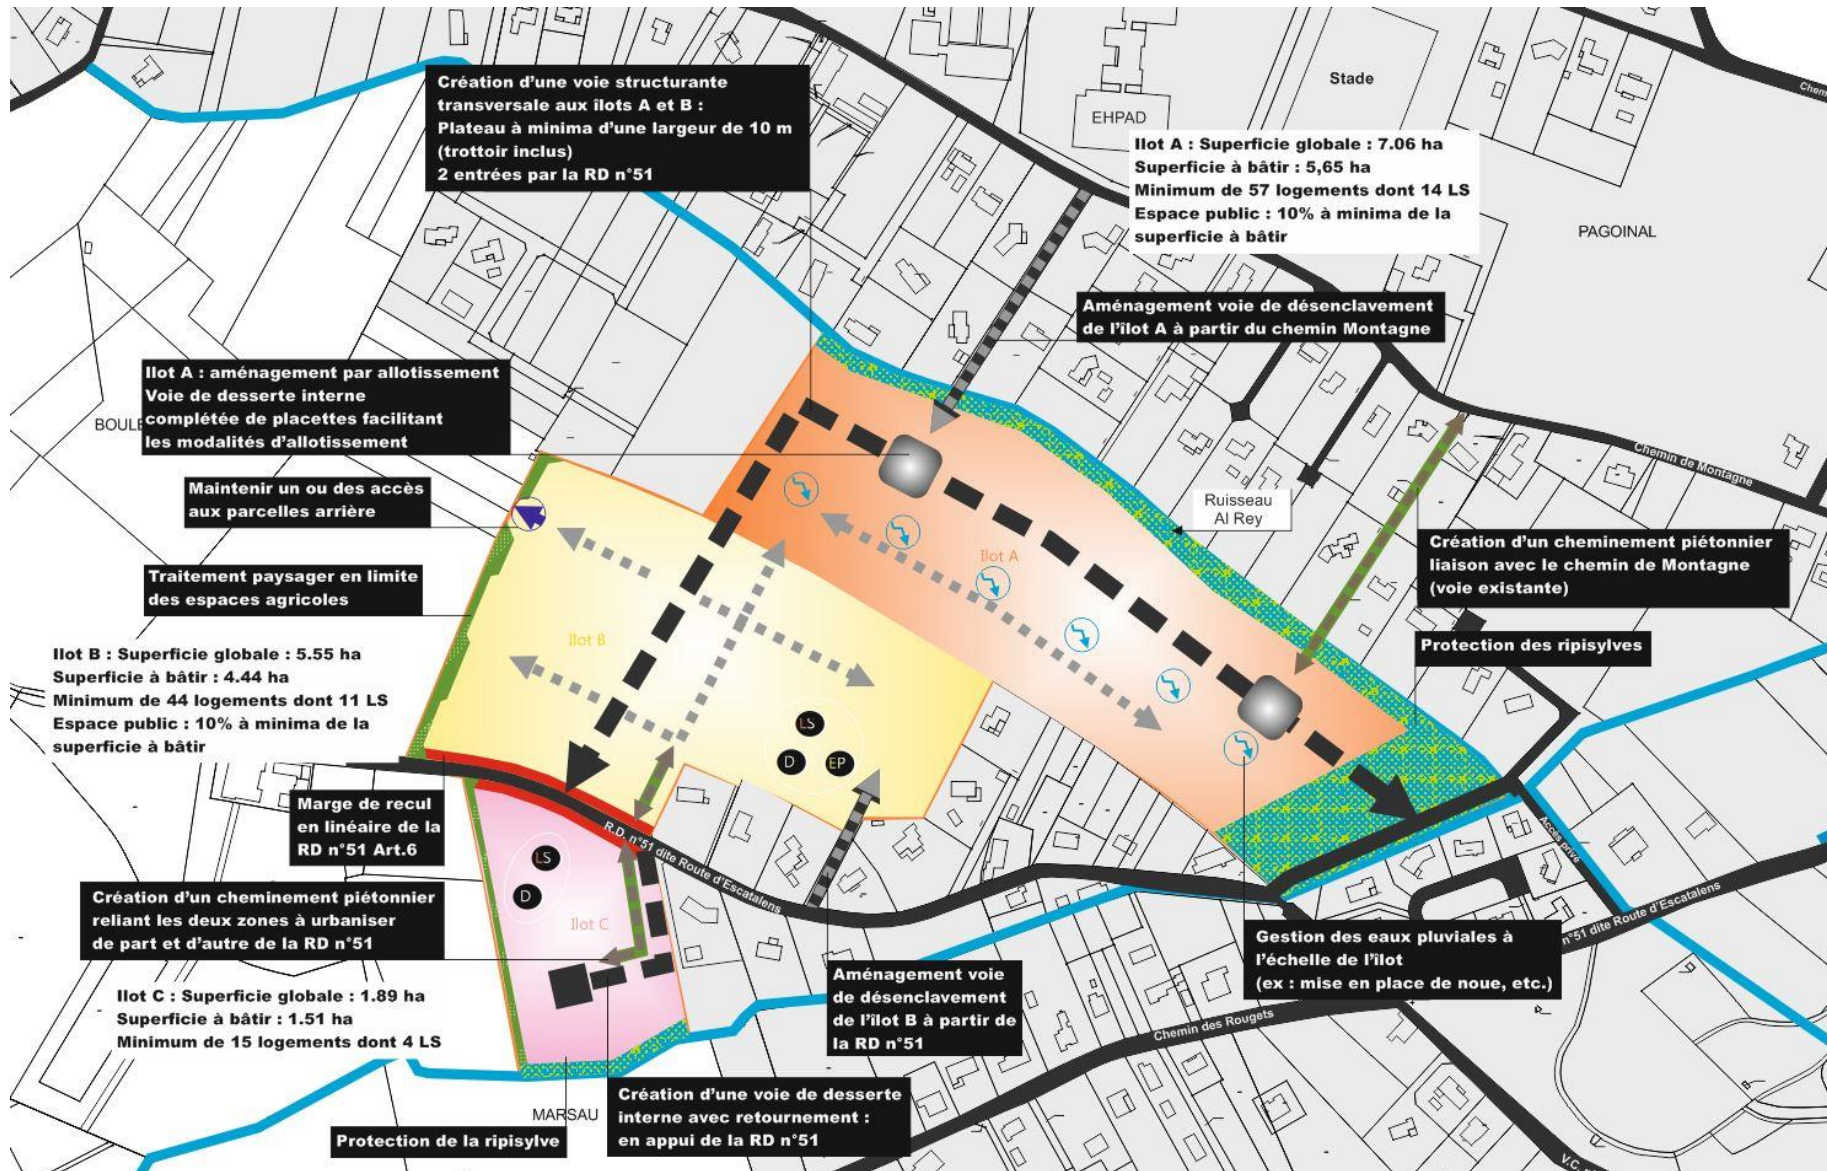 Création d'une voie structurante
transversale aux îlots A et B :
Plateau à minima d'une largeur de 10 m
(trottoir inclus)
2 entrées par la RD n°51
Stade
EHPAD
Ilot A : Superficie globale : 7.06 ha
Superficie à bâtir : 5,65 ha
Minimum de 57 logements dont 14 LS
Espace public : 10% à minima de la
superficie à bâtir
PAGOINAL
Aménagement voie de désenclavement
de l'îlot A à partir du chemin Montagne
Ilot A : aménagement par allotissement
Voie de desserte interne
complétée de placettes facilitant
les modalités d'allotissement
Chemin de Montagne
Maintenir un ou des accès
aux parcelles arrière
Ruisseau
Al Rey
Création d'un cheminement piétonnier
liaison avec le chemin de Montagne
(voie existante)
Ilot A
Traitement paysager en limite
des espaces agricoles
Ilot B
Protection des ripisylves
Ilot B : Superficie globale : 5.55 ha
Superficie à bâtir : 4.44 ha
Minimum de 44 logements dont 11 LS
Espace public : 10% à minima de la
superficie à bâtir
LS
D
EP
Marge de recul
en linéaire de la
RD n°51 Art.6
R.D. n°51 dite Route d'Escatalens
Accès privé
LS
D
Ilot C
Création d'un cheminement piétonnier
reliant les deux zones à urbaniser
de part et d'autre de la RD n°51
n°51 dite Route d'Escatalens
Gestion des eaux pluviales à
l'échelle de l'îlot
(ex : mise en place de noue, etc.)
Ilot C : Superficie globale : 1.89 ha
Superficie à bâtir : 1.51 ha
Minimum de 15 logements dont 4 LS
Aménagement voie
de désenclavement
de l'îlot B à partir de
la RD n°51
Chemin des Rougets
Création d'une voie de desserte
interne avec retournement :
en appui de la RD n°51
MARSAU
Protection de la ripisylve
V.C.